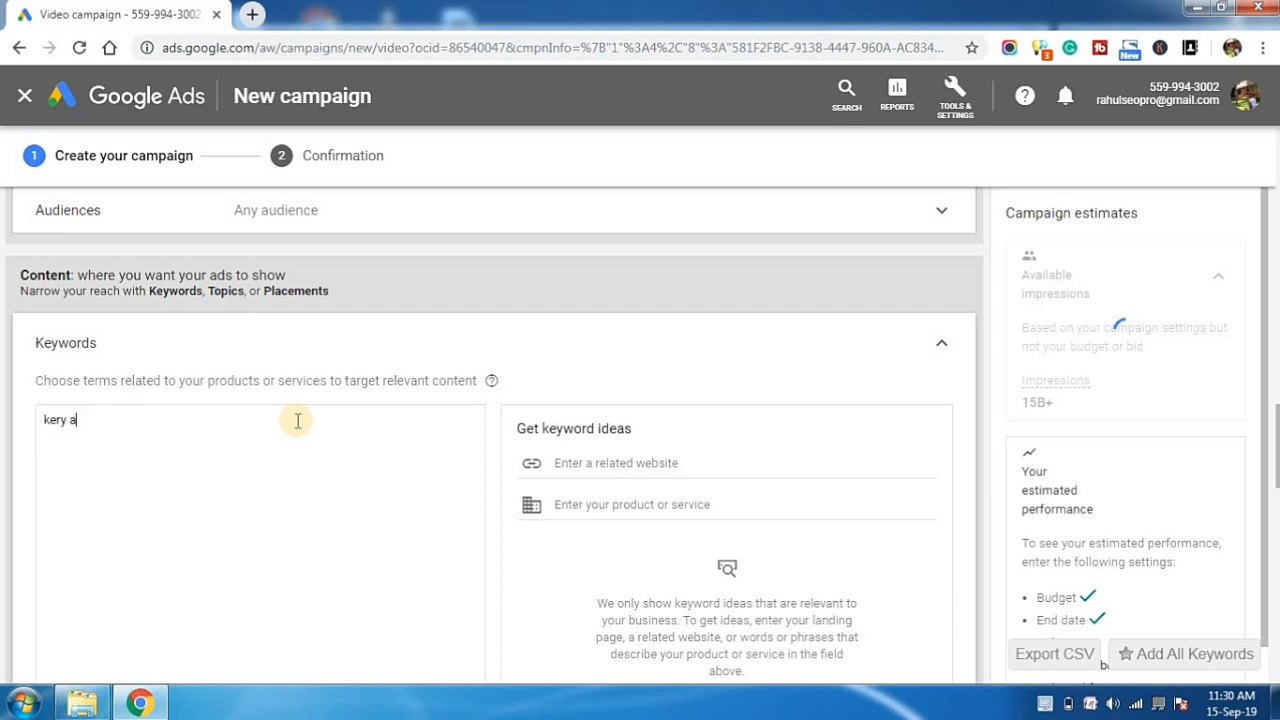 Video campaign - 559-994-3002
ads.google.com/aw/campaigns/new/video?ocid=86540047&cmpnInfo=%7B"1"%3A4%2C"8"%3A"581F2FBC-9138-4447-960A-AC834...
3
New
Google Ads
New campaign
SEARCH
REPORTS
TOOLS & SETTINGS
559-994-3002
rahulseopro@gmail.com
1 Create your campaign
2 Confirmation
Audiences Any audience
Content: where you want your ads to show
Narrow your reach with Keywords, Topics, or Placements
Keywords
Choose terms related to your products or services to target relevant content
kery a
Get keyword ideas
Enter a related website
Enter your product or service
We only show keyword ideas that are relevant to
your business. To get ideas, enter your landing
page, a related website, or words or phrases that
describe your product or service in the field
above.
Campaign estimates
Available
impressions
Based on your campaign settings but
not your budget or bid
Impressions
15B+
Your
estimated
performance
To see your estimated performance,
enter the following settings:
• Budget
• End date
Export CSV
Add All Keywords
11:30 AM
15-Sep-19